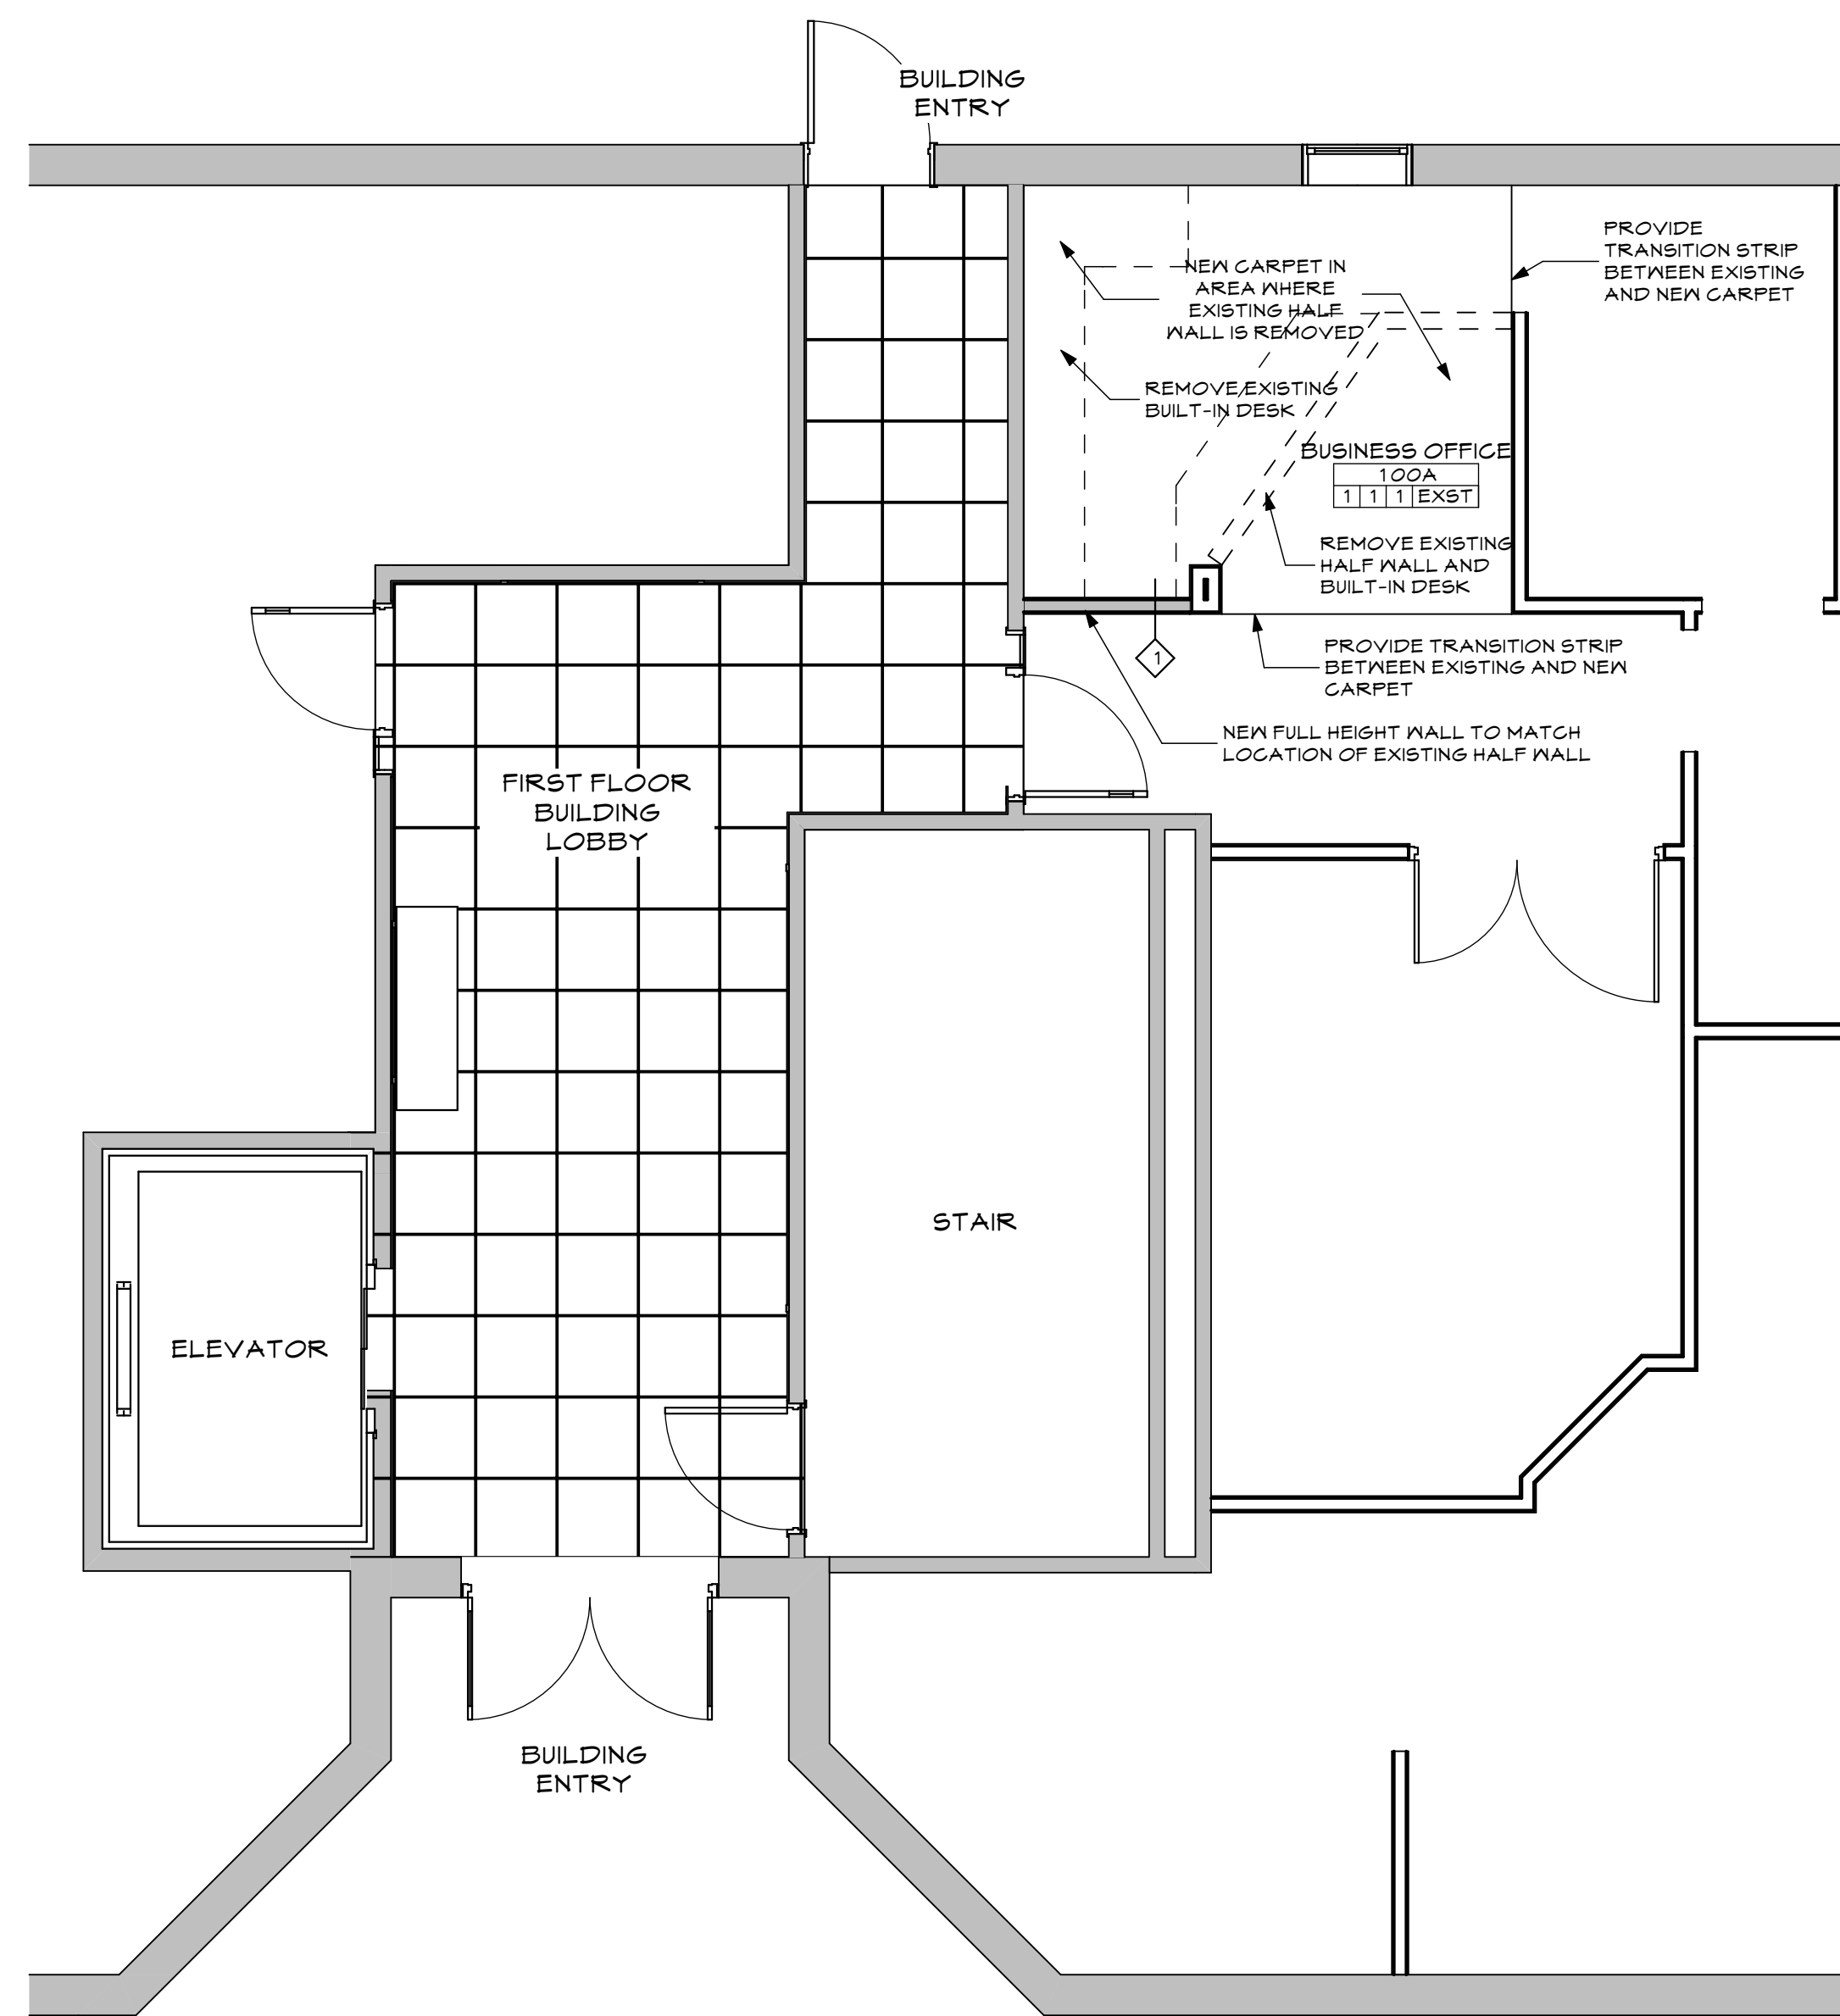 BUILDING
ENTRY
PROVIDE
TRANSITION STRIP
BETWEEN EXISTING
AND NEW CARPET
NEW CARPET IN
AREA WHERE
EXISTING HALF
WALL IS REMOVED
REMOVE EXISTING
BUILT-IN DESK
BUSINESS OFFICE
100A
1 1 1 EXST
REMOVE EXISTING
HALF WALL AND
BUILT-IN DESK
1
PROVIDE TRANSITION STRIP
BETWEEN EXISTING AND NEW
CARPET
NEW FULL HEIGHT WALL TO MATCH
LOCATION OF EXISTING HALF WALL
FIRST FLOOR
BUILDING
LOBBY
STAIR
ELEVATOR
BUILDING
ENTRY